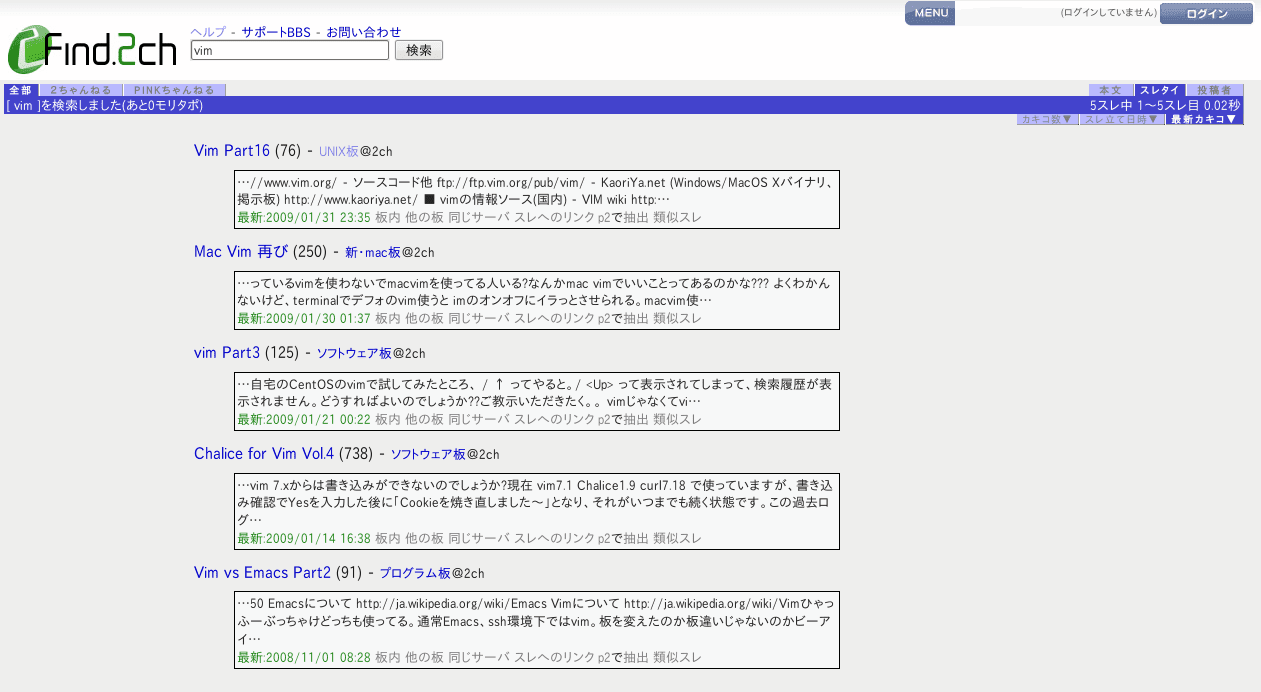 MENU (ログインしていません) ログイン
Find.2ch
ヘルプ - サポートBBS - お問い合わせ
vim 検索
全部 2ちゃんねる PINKちゃんねる 本文 スレタイ 投稿者
[ vim ]を検索しました(あと0モリタポ) 5スレ中 1〜5スレ目 0.02秒
カキコ数▼ スレ立て日時▼ 最新カキコ▼
Vim Part16 (76) - UNIX板@2ch
…//www.vim.org/ - ソースコード他 ftp://ftp.vim.org/pub/vim/ - KaoriYa.net (Windows/MacOS Xバイナリ、
掲示板) http://www.kaoriya.net/ ■ vimの情報ソース(国内) - VIM wiki http:…
最新:2009/01/31 23:35 板内 他の板 同じサーバ スレへのリンク p2で抽出 類似スレ
Mac Vim 再び (250) - 新・mac板@2ch
…っているvimを使わないでmacvimを使ってる人いる?なんかmac vimでいいことってあるのかな??? よくわかん
ないけど、terminalでデフォのvim使うと imのオンオフにイラっとさせられる。macvim使…
最新:2009/01/30 01:37 板内 他の板 同じサーバ スレへのリンク p2で抽出 類似スレ
vim Part3 (125) - ソフトウェア板@2ch
…自宅のCentOSのvimで試してみたところ、 / ↑ ってやると。/ <Up> って表示されてしまって、検索履歴が表
示されません。どうすればよいのでしょうか??ご教示いただきたく。。 vimじゃなくてvi…
最新:2009/01/21 00:22 板内 他の板 同じサーバ スレへのリンク p2で抽出 類似スレ
Chalice for Vim Vol.4 (738) - ソフトウェア板@2ch
…vim 7.xからは書き込みができないのでしょうか?現在 vim7.1 Chalice1.9 curl7.18 で使っていますが、書き込
み確認でYesを入力した後に「Cookieを焼き直しました〜」となり、それがいつまでも続く状態です。この過去ロ
グ…
最新:2009/01/14 16:38 板内 他の板 同じサーバ スレへのリンク p2で抽出 類似スレ
Vim vs Emacs Part2 (91) - プログラム板@2ch
…50 Emacsについて http://ja.wikipedia.org/wiki/Emacs Vimについて http://ja.wikipedia.org/wiki/Vimひゃっ
ふーぶっちゃけどっちも使ってる。通常Emacs、ssh環境下ではvim。板を変えたのか板違いじゃないのかビーア
イ…
最新:2008/11/01 08:28 板内 他の板 同じサーバ スレへのリンク p2で抽出 類似スレ